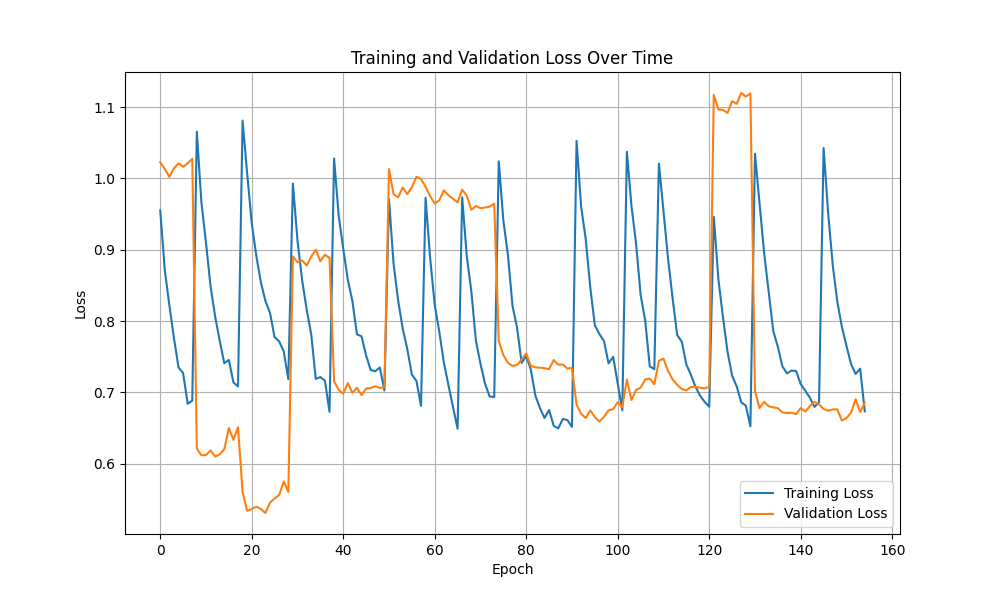 Training and Validation Loss Over Time
1.1
1.0
0.9
0.8
0.7
0.6
Loss
0 20 40 60 80 100 120 140 160
Epoch
Training Loss
Validation Loss